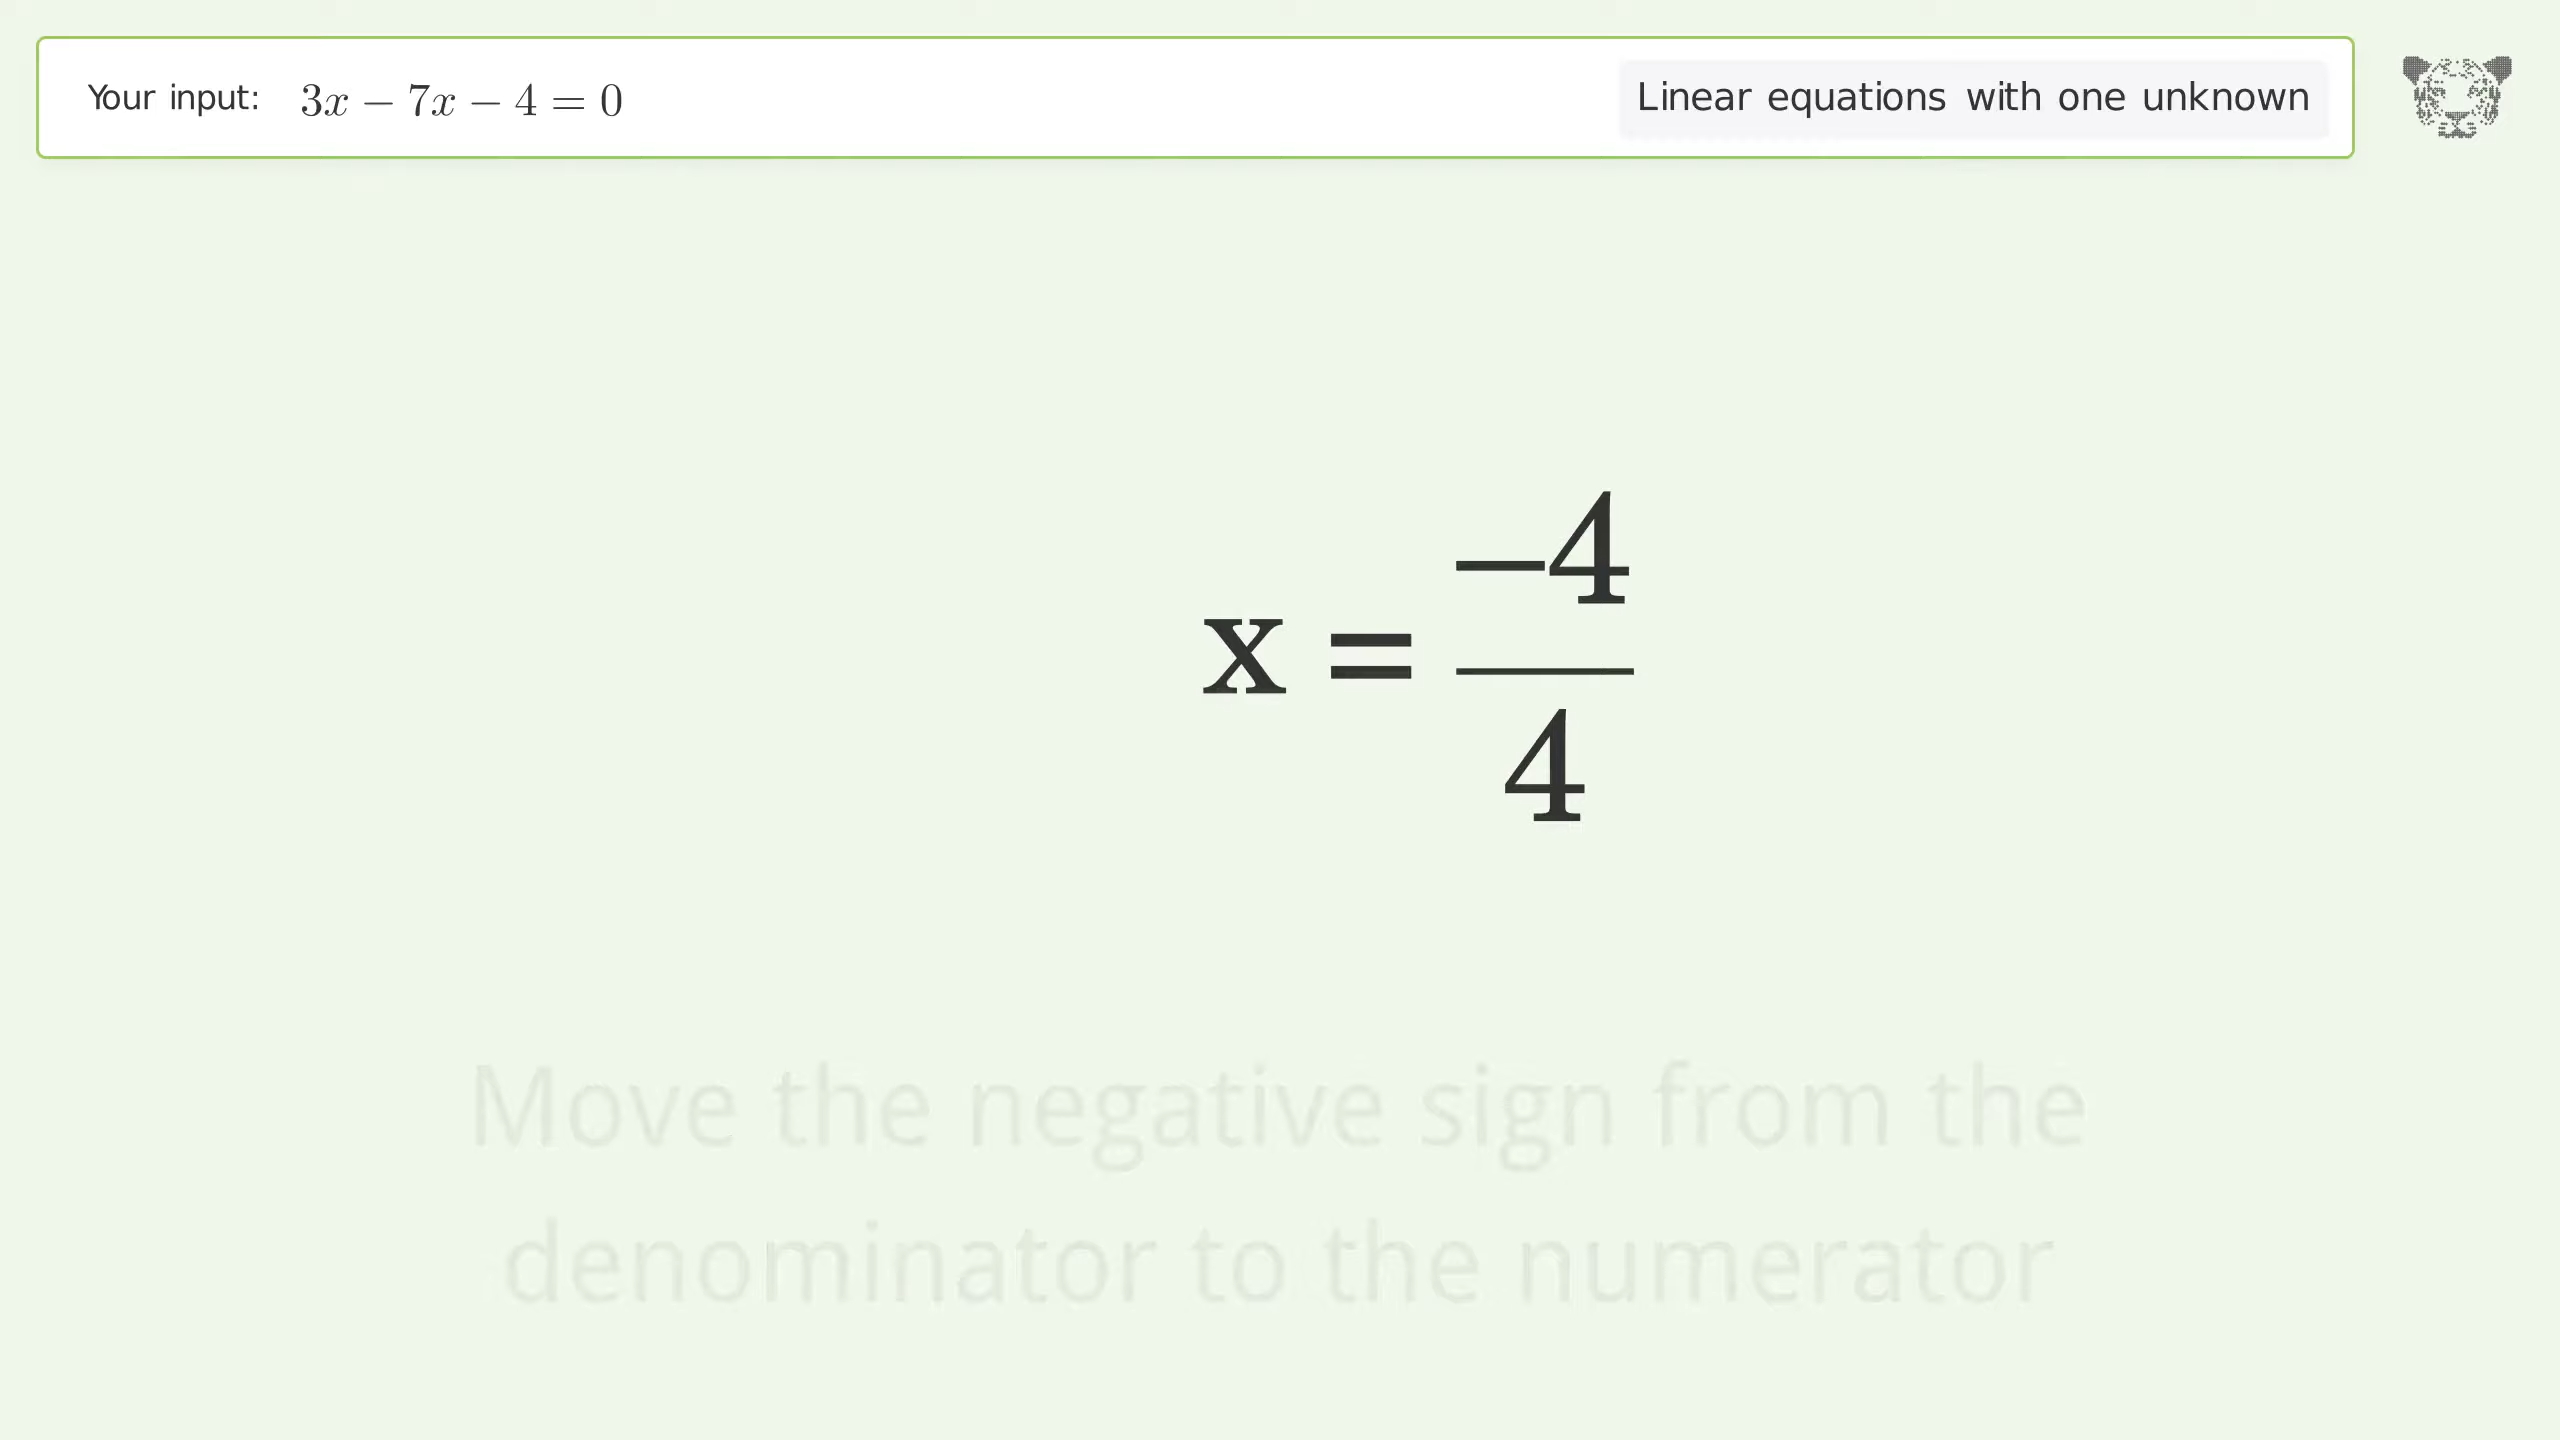 Your input: 3x − 7x − 4 = 0
Linear equations with one unknown
x = −4/4
Move the negative sign from the
denominator to the numerator